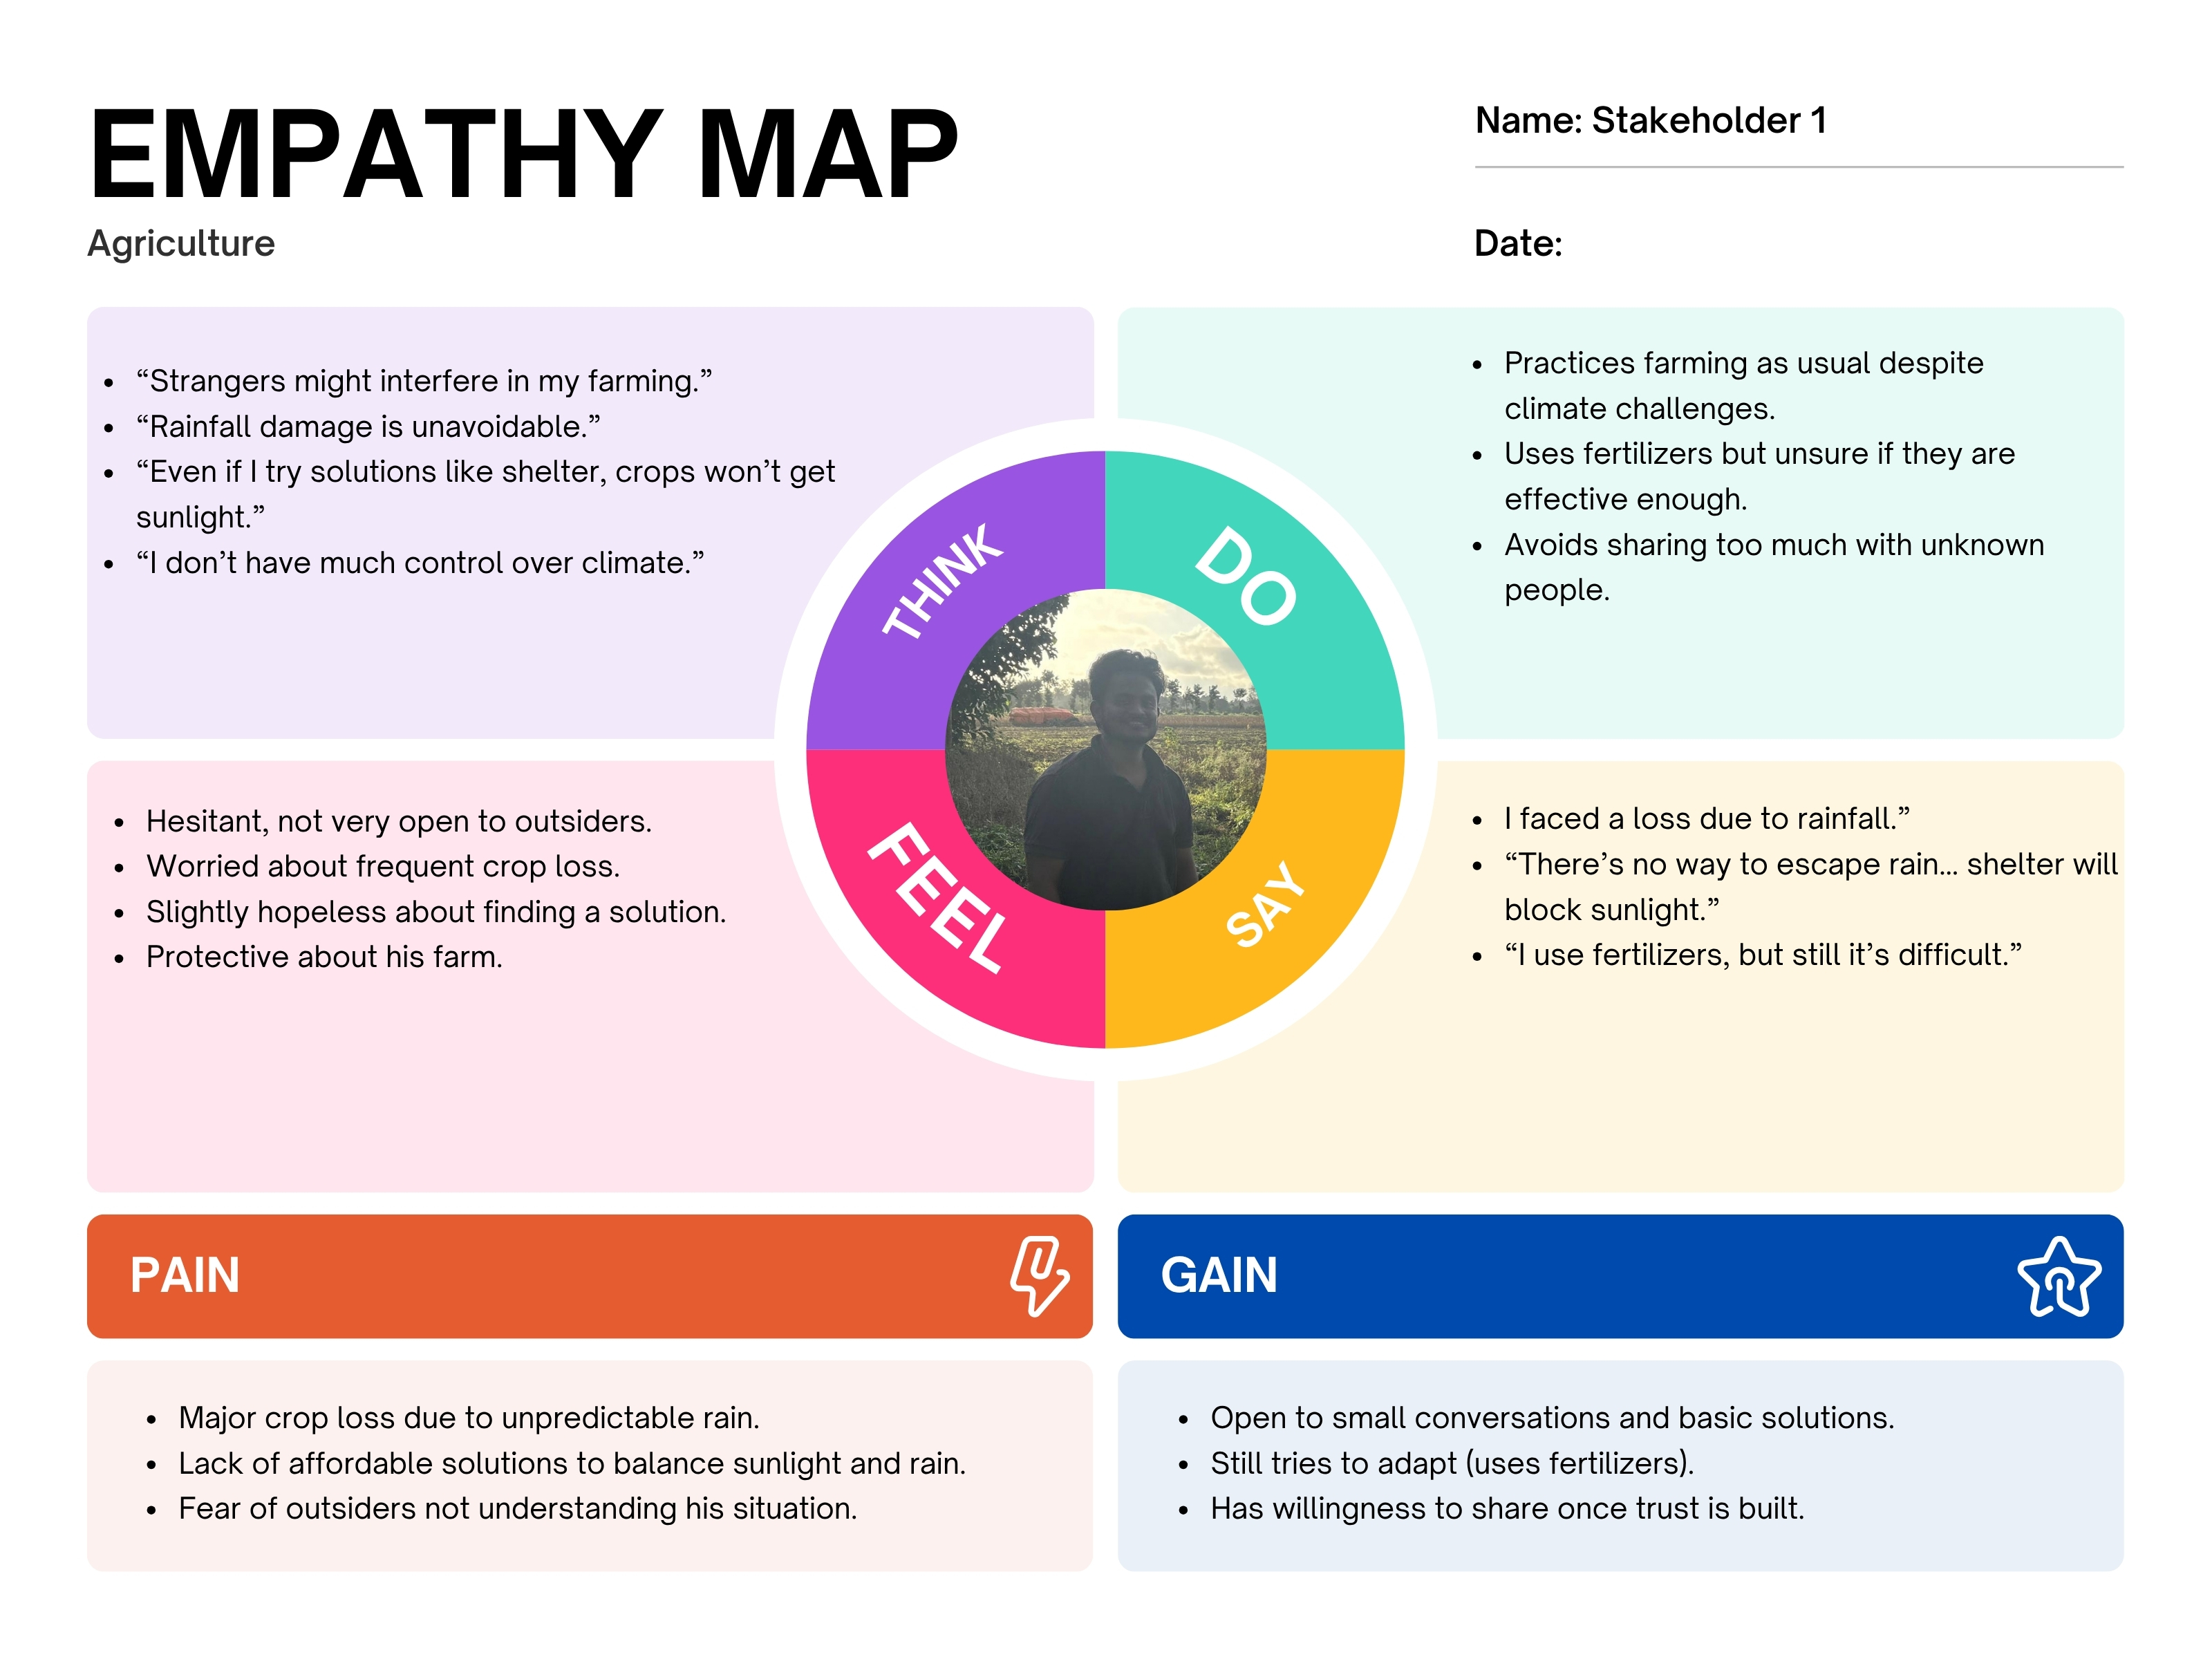 EMPATHY MAP
Agriculture
Name: Stakeholder 1
Date:
• “Strangers might interfere in my farming.”
• “Rainfall damage is unavoidable.”
• “Even if I try solutions like shelter, crops won’t get
sunlight.”
• “I don’t have much control over climate.”
• Practices farming as usual despite
climate challenges.
• Uses fertilizers but unsure if they are
effective enough.
• Avoids sharing too much with unknown
people.
THINK
DO
FEEL
SAY
• Hesitant, not very open to outsiders.
• Worried about frequent crop loss.
• Slightly hopeless about finding a solution.
• Protective about his farm.
• I faced a loss due to rainfall.”
• “There’s no way to escape rain... shelter will
block sunlight.”
• “I use fertilizers, but still it’s difficult.”
PAIN
• Major crop loss due to unpredictable rain.
• Lack of affordable solutions to balance sunlight and rain.
• Fear of outsiders not understanding his situation.
GAIN
• Open to small conversations and basic solutions.
• Still tries to adapt (uses fertilizers).
• Has willingness to share once trust is built.